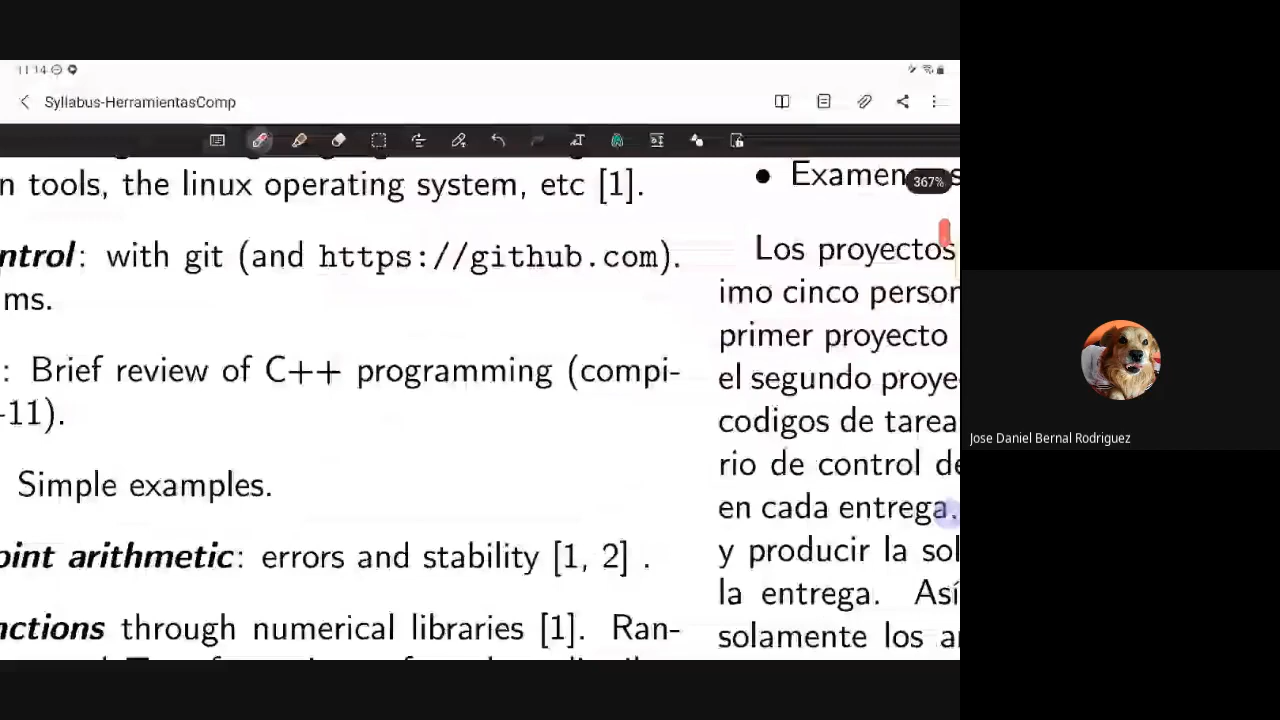 11:14
Syllabus-HerramientasComp
n tools, the linux operating system, etc [1].
ntrol: with git (and https://github.com).
ms.
: Brief review of C++ programming (compi-
-11).
Simple examples.
oint arithmetic: errors and stability [1, 2] .
nctions through numerical libraries [1]. Ran-
• Examen s
367%
Los proyectos
imo cinco person
primer proyecto
el segundo proye
codigos de tarea
rio de control de
en cada entrega.
y producir la sol
la entrega. Así
solamente los a
Jose Daniel Bernal Rodriguez